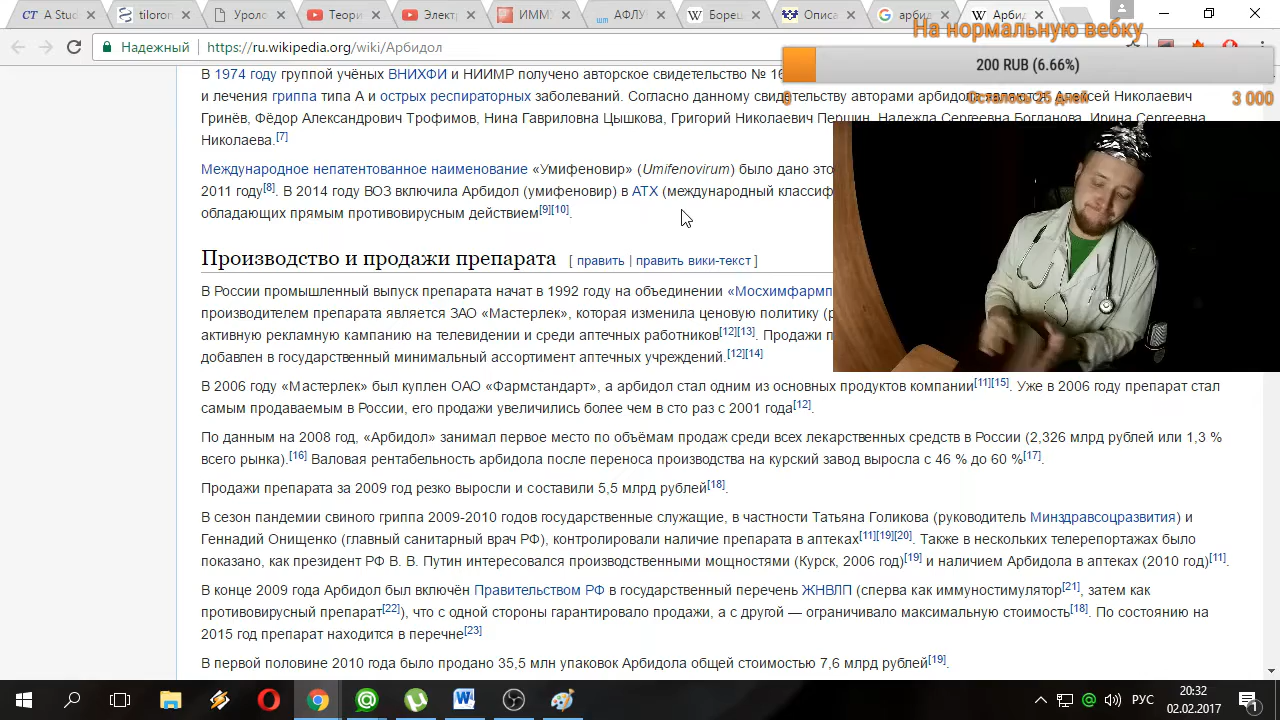 A Stud
tiloron
Уроло
Теори
Элект
ИММУ
АФЛУ
Борец
Описа
арбид
Арбид
На нормальную вебку
Надежный
https://ru.wikipedia.org/wiki/Арбидол
200 RUB (6.66%)
0
Осталось 25 дней
3 000
В 1974 году группой учёных ВНИХФИ и НИИМР получено авторское свидетельство № 16
и лечения гриппа типа А и острых респираторных заболеваний. Согласно данному свидетельству авторами арбидола являются: Алексей Николаевич
Гринёв, Фёдор Александрович Трофимов, Нина Гавриловна Цышкова, Григорий Николаевич Першин, Надежда Сергеевна Богданова, Ирина Сергеевна
Николаева.[7]
Международное непатентованное наименование «Умифеновир» (Umifenovirum) было дано это
2011 году[8]. В 2014 году ВОЗ включила Арбидол (умифеновир) в АТХ (международный классиф
обладающих прямым противовирусным действием[9][10].
Производство и продажи препарата [ править | править вики-текст ]
В России промышленный выпуск препарата начат в 1992 году на объединении «Мосхимфармп
производителем препарата является ЗАО «Мастерлек», которая изменила ценовую политику (р
активную рекламную кампанию на телевидении и среди аптечных работников[12][13]. Продажи п
добавлен в государственный минимальный ассортимент аптечных учреждений.[12][14]
В 2006 году «Мастерлек» был куплен ОАО «Фармстандарт», а арбидол стал одним из основных продуктов компании[11][15]. Уже в 2006 году препарат стал
самым продаваемым в России, его продажи увеличились более чем в сто раз с 2001 года[12].
По данным на 2008 год, «Арбидол» занимал первое место по объёмам продаж среди всех лекарственных средств в России (2,326 млрд рублей или 1,3 %
всего рынка).[16] Валовая рентабельность арбидола после переноса производства на курский завод выросла с 46 % до 60 %[17].
Продажи препарата за 2009 год резко выросли и составили 5,5 млрд рублей[18].
В сезон пандемии свиного гриппа 2009-2010 годов государственные служащие, в частности Татьяна Голикова (руководитель Минздравсоцразвития) и
Геннадий Онищенко (главный санитарный врач РФ), контролировали наличие препарата в аптеках[11][19][20]. Также в нескольких телерепортажах было
показано, как президент РФ В. В. Путин интересовался производственными мощностями (Курск, 2006 год)[19] и наличием Арбидола в аптеках (2010 год)[11].
В конце 2009 года Арбидол был включён Правительством РФ в государственный перечень ЖНВЛП (сперва как иммуностимулятор[21], затем как
противовирусный препарат[22]), что с одной стороны гарантировало продажи, а с другой — ограничивало максимальную стоимость[18]. По состоянию на
2015 год препарат находится в перечне[23]
В первой половине 2010 года было продано 35,5 млн упаковок Арбидола общей стоимостью 7,6 млрд рублей[19].
РУС
20:32
02.02.2017